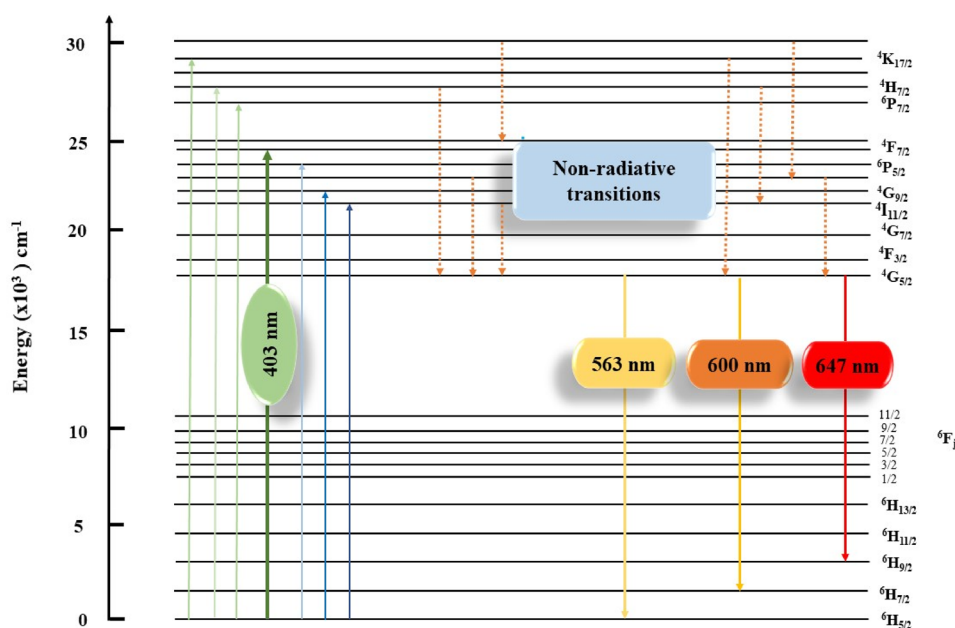 30
25
20
15
10
5
0
Energy (x10³ ) cm⁻¹
403 nm
Non-radiative
transitions
563 nm
600 nm
647 nm
⁴K₁₇/₂
⁴H₇/₂
⁶P₇/₂
⁴F₇/₂
⁶P₅/₂
⁴G₉/₂
⁴I₁₁/₂
⁴G₇/₂
⁴F₃/₂
⁴G₅/₂
11/2
9/2
7/2
5/2
3/2
1/2
⁶Fⱼ
⁶H₁₃/₂
⁶H₁₁/₂
⁶H₉/₂
⁶H₇/₂
⁶H₅/₂